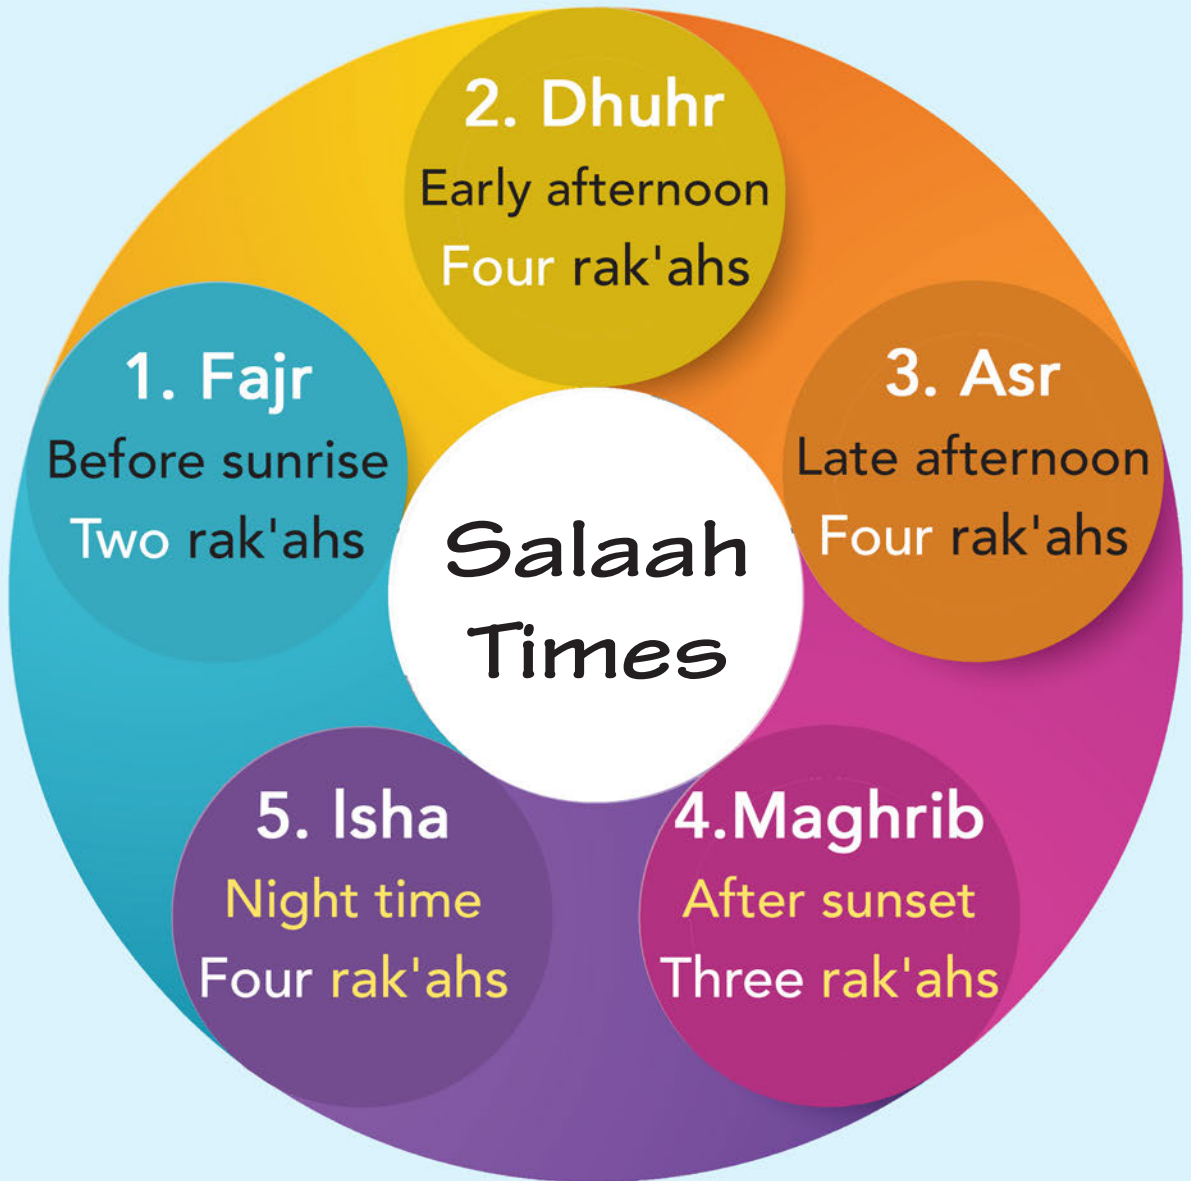 Salaah
Times
1. Fajr
Before sunrise
Two rak'ahs
2. Dhuhr
Early afternoon
Four rak'ahs
3. Asr
Late afternoon
Four rak'ahs
4.Maghrib
After sunset
Three rak'ahs
5. Isha
Night time
Four rak'ahs